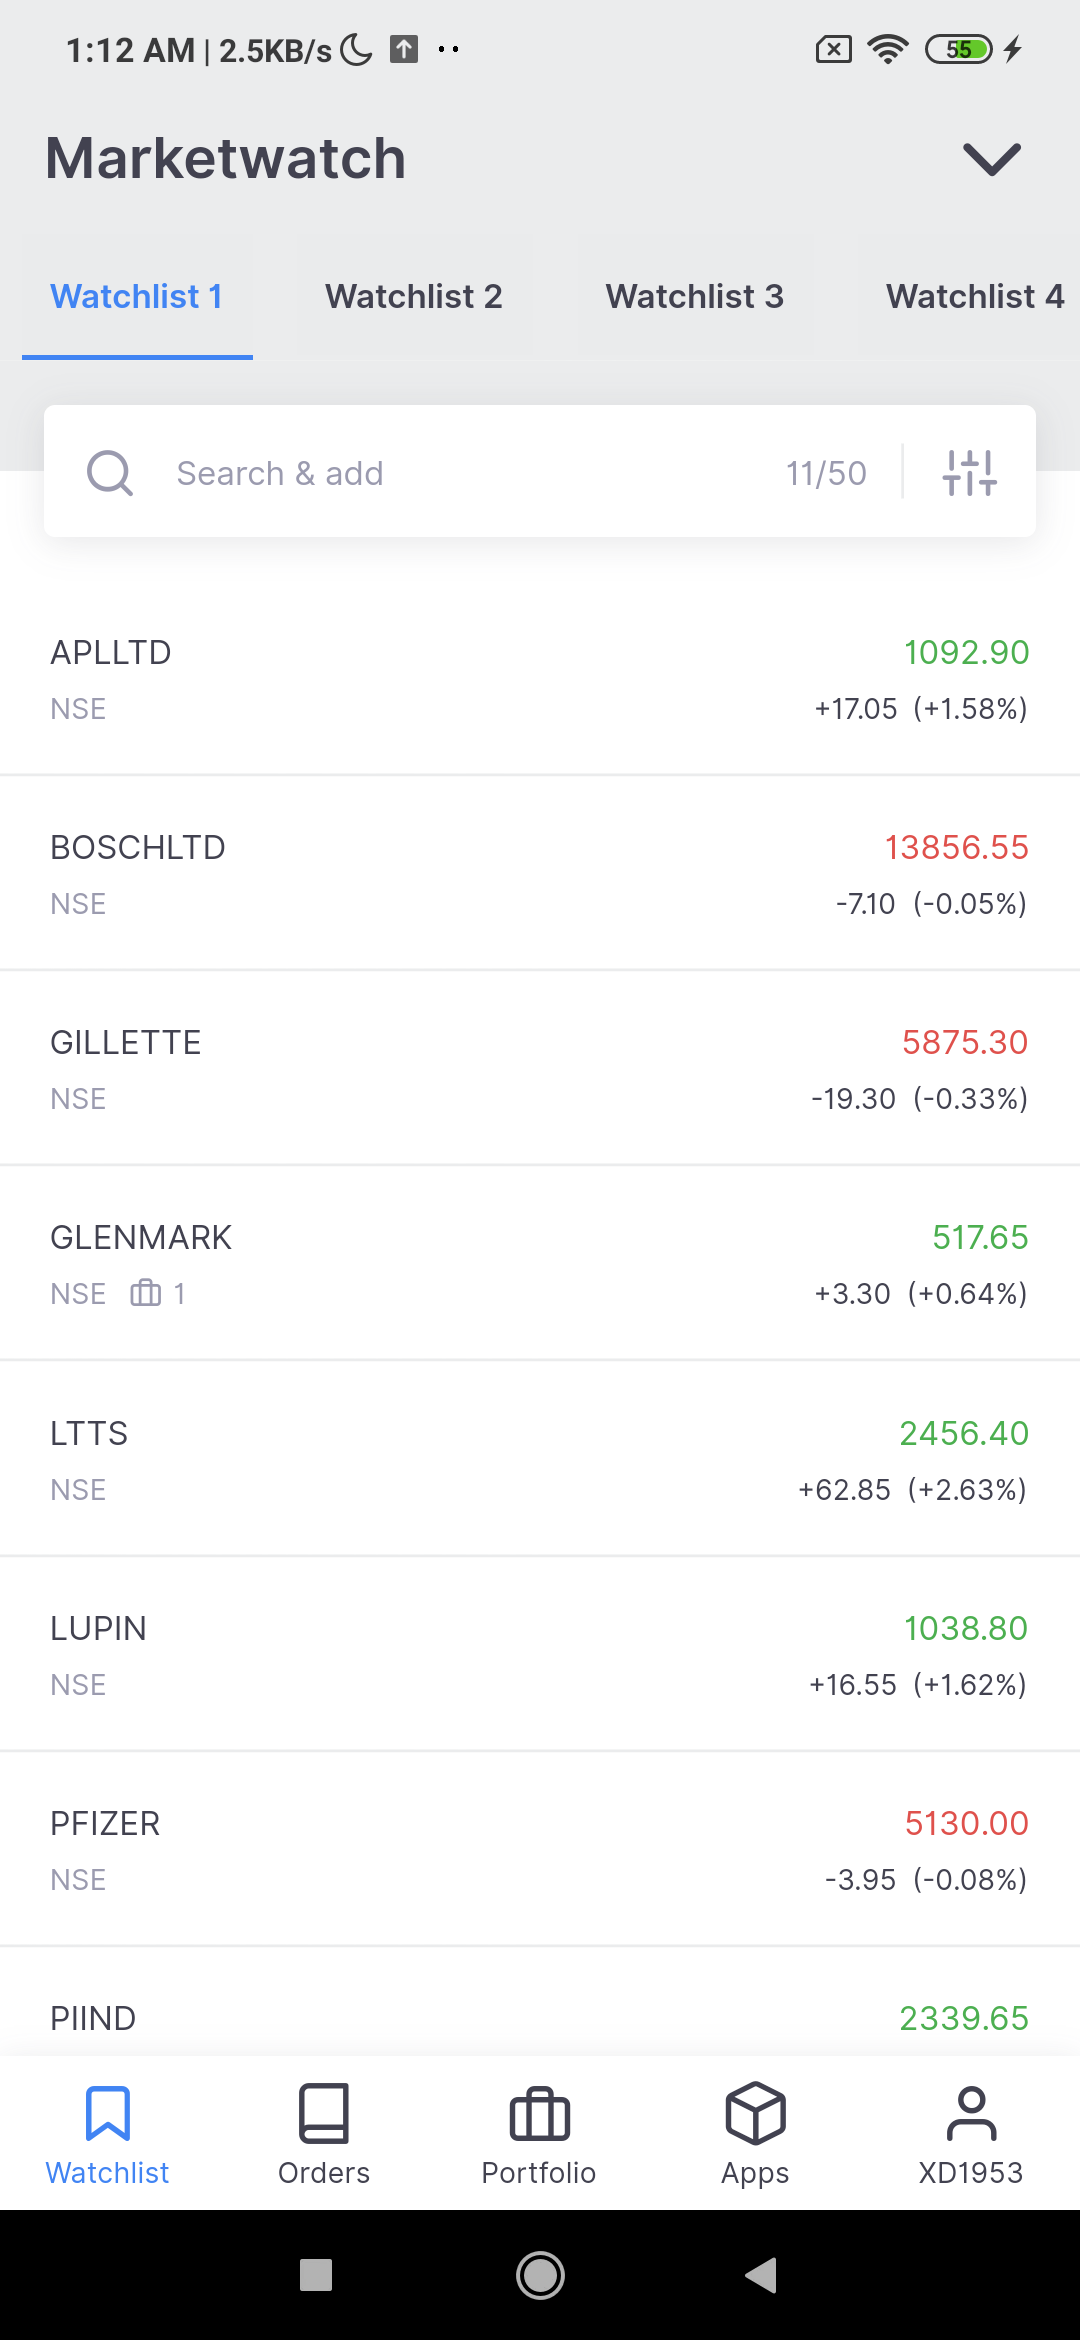 1:12 AM | 2.5KB/s
55
Marketwatch
Watchlist 1 Watchlist 2 Watchlist 3 Watchlist 4
Search & add 11/50
APLLTD 1092.90
NSE +17.05 (+1.58%)
BOSCHLTD 13856.55
NSE -7.10 (-0.05%)
GILLETTE 5875.30
NSE -19.30 (-0.33%)
GLENMARK 517.65
NSE 1 +3.30 (+0.64%)
LTTS 2456.40
NSE +62.85 (+2.63%)
LUPIN 1038.80
NSE +16.55 (+1.62%)
PFIZER 5130.00
NSE -3.95 (-0.08%)
PIIND 2339.65
Watchlist Orders Portfolio Apps XD1953